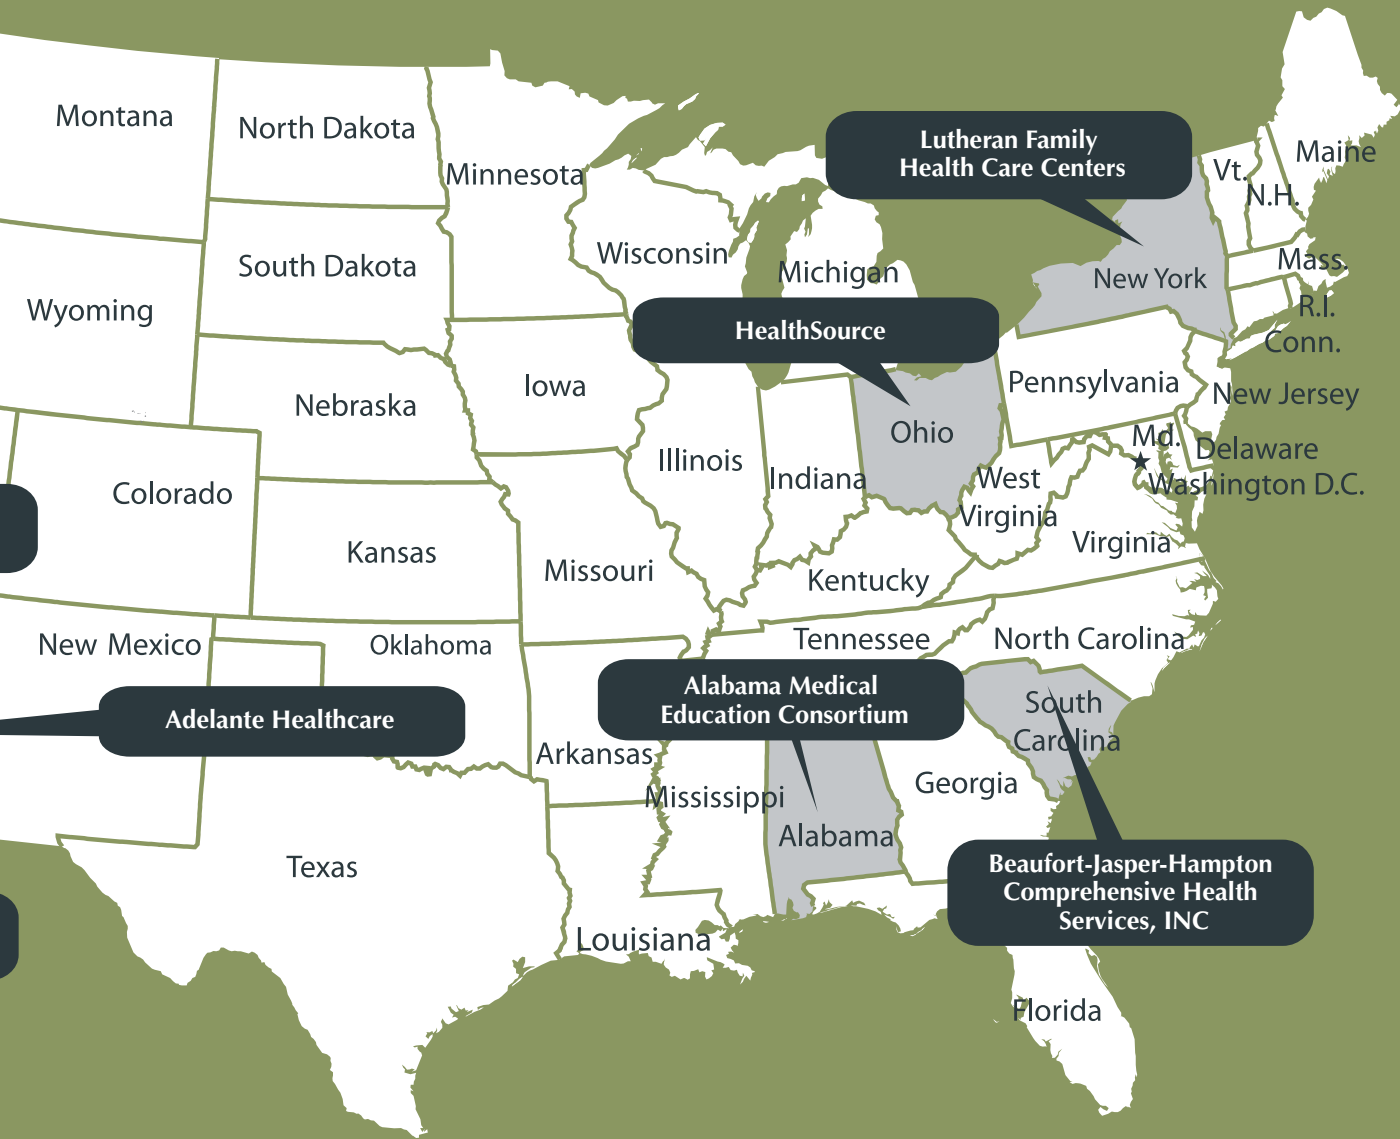 Montana
North Dakota
Minnesota
Lutheran Family
Health Care Centers
Vt.
N.H.
Maine
Wyoming
South Dakota
Wisconsin
Michigan
New York
Mass.
R.I.
Conn.
HealthSource
Nebraska
Iowa
Illinois
Indiana
Ohio
Pennsylvania
New Jersey
Md.
Delaware
Washington D.C.
West
Virginia
Virginia
Colorado
Kansas
Missouri
Kentucky
New Mexico
Oklahoma
Tennessee
North Carolina
Adelante Healthcare
Alabama Medical
Education Consortium
South
Carolina
Arkansas
Mississippi
Alabama
Georgia
Texas
Beaufort-Jasper-Hampton
Comprehensive Health
Services, INC
Louisiana
Florida